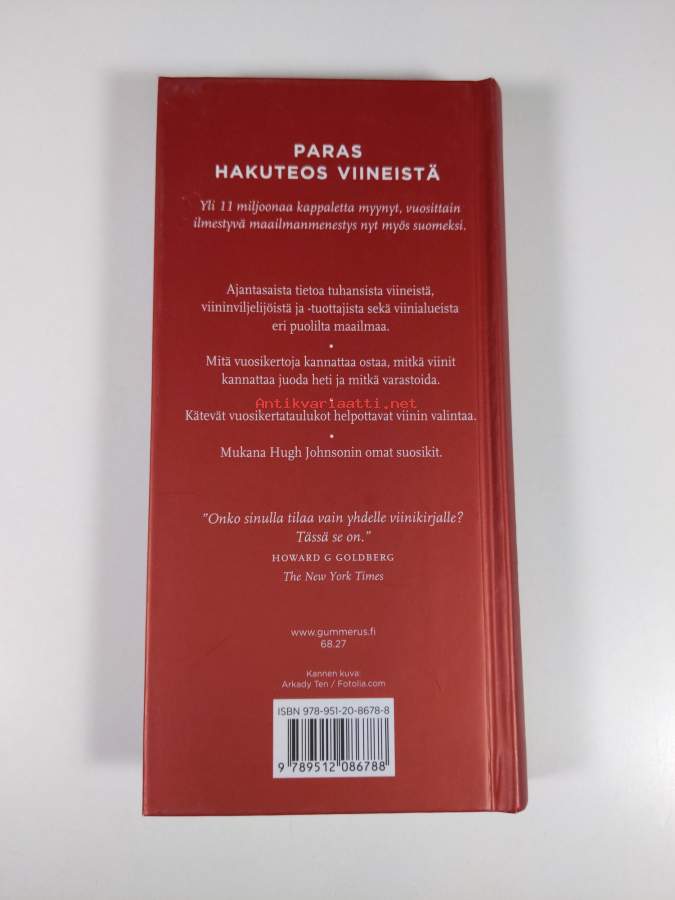 PARAS
HAKUTEOS VIINEISTÄ
Yli 11 miljoonaa kappaletta myynyt, vuosittain
ilmestyvä maailmanmenestys nyt myös suomeksi.
Ajantasaista tietoa tuhansista viineistä,
viininviljelijöistä ja -tuottajista sekä viinialueista
eri puolilta maailmaa.
•
Mitä vuosikertoja kannattaa ostaa, mitkä viinit
kannattaa juoda heti ja mitkä varastoida.
•
Antikvariaatti.net
Kätevät vuosikertataulukot helpottavat viinin valintaa.
•
Mukana Hugh Johnsonin omat suosikit.
"Onko sinulla tilaa vain yhdelle viinikirjalle?
Tässä se on."
HOWARD G GOLDBERG
The New York Times
www.gummerus.fi
68.27
Kannen kuva:
Arkady Ten / Fotolia.com
ISBN 978-951-20-8678-8
9 789512 086788